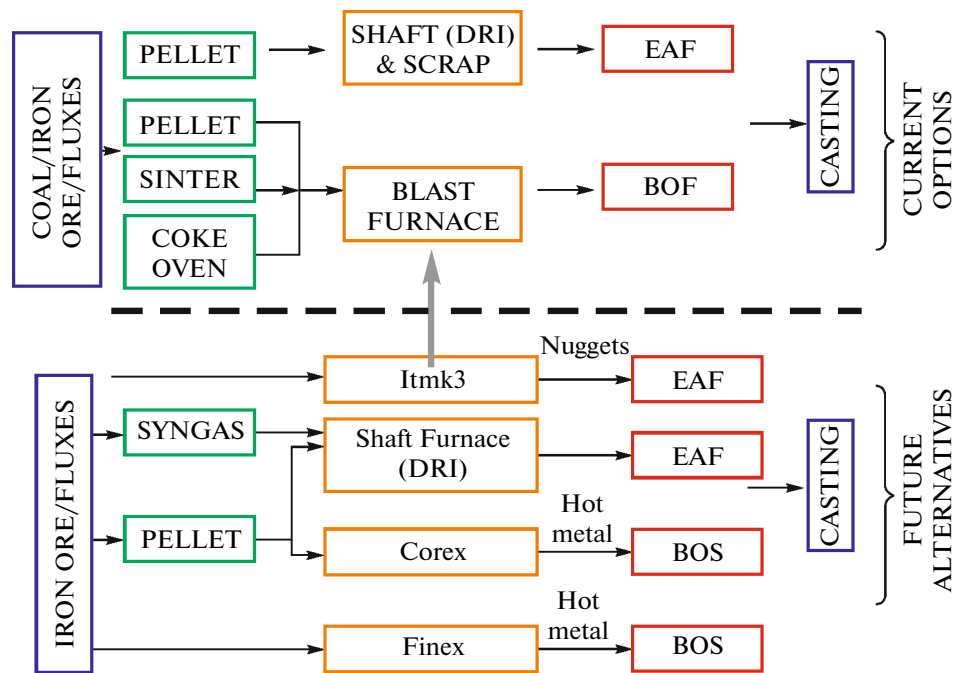 COAL/IRON
ORE/FLUXES
PELLET
SHAFT (DRI)
& SCRAP
EAF
PELLET
SINTER
COKE
OVEN
BLAST
FURNACE
BOF
CASTING
CURRENT
OPTIONS
IRON ORE/FLUXES
Itmk3
Nuggets
EAF
SYNGAS
Shaft Furnace
(DRI)
EAF
PELLET
Corex
Hot
metal
BOS
Finex
Hot
metal
BOS
CASTING
FUTURE
ALTERNATIVES